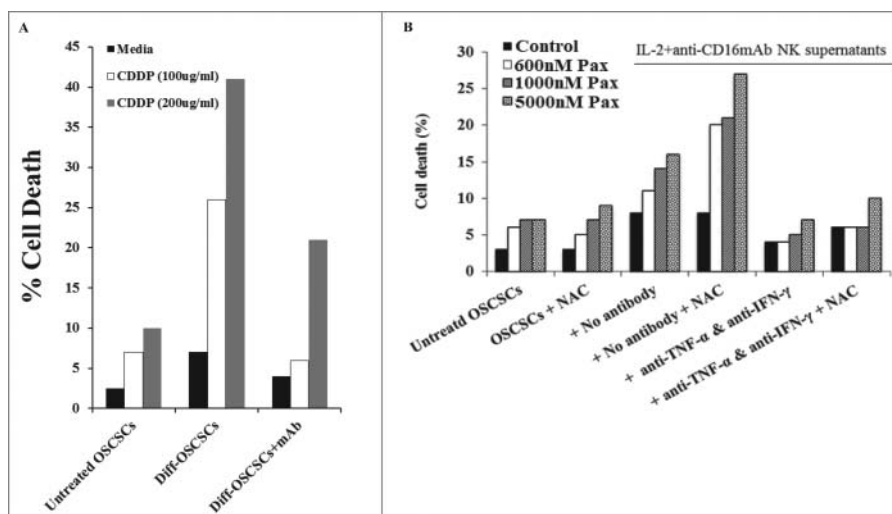 A
45
40
35
30
25
20
15
10
5
0
% Cell Death
Media
CDDP (100ug/ml)
CDDP (200ug/ml)
Untreated OSCSCs
Diff-OSCSCs
Diff-OSCSCs+mAb
B
30
25
20
15
10
5
0
Cell death (%)
Control
600nM Pax
1000nM Pax
5000nM Pax
IL-2+anti-CD16mAb NK supernatants
Untreatd OSCSCs
OSCSCs + NAC
+ No antibody
+ No antibody + NAC
+ anti-TNF-α & anti-IFN-γ
+ anti-TNF-α & anti-IFN-γ + NAC